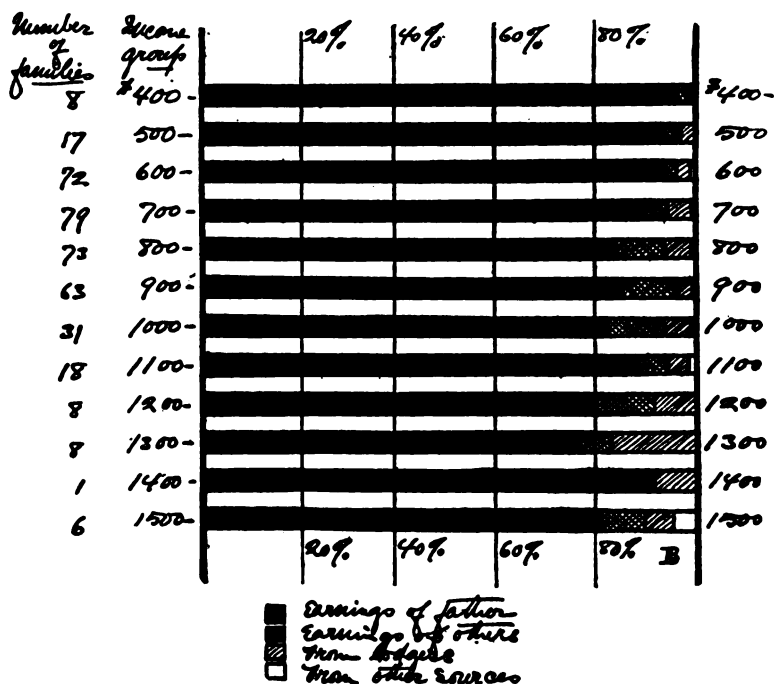 Number of families
Income group
20% 40% 60% 80%
8 $400- $400-
17 500- 500
72 600- 600
79 700- 700
73 800- 800
63 900- 900
31 1000- 1000
18 1100- 1100
8 1200- 1200
8 1300- 1300
1 1400- 1400
6 1500- 1500
20% 40% 60% 80% B
Earnings of father
Earnings of others
From lodgers
From other sources